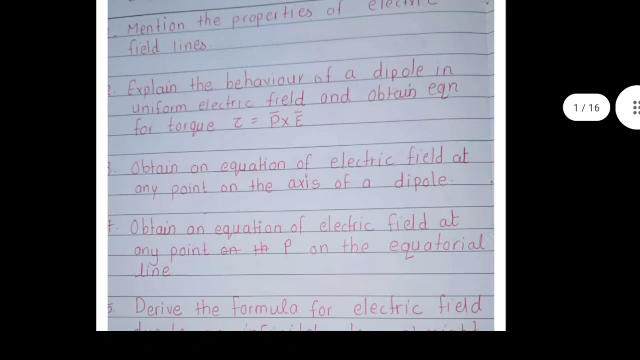 Mention the properties of electric
field lines.
Explain the behaviour of a dipole in
uniform electric field and obtain eqn
for torque τ = P̄ x Ē
1 / 16
3. Obtain an equation of electric field at
any point on the axis of a dipole.
4. Obtain an equation of electric field at
any point on th P on the equatorial
line
5. Derive the formula for electric field